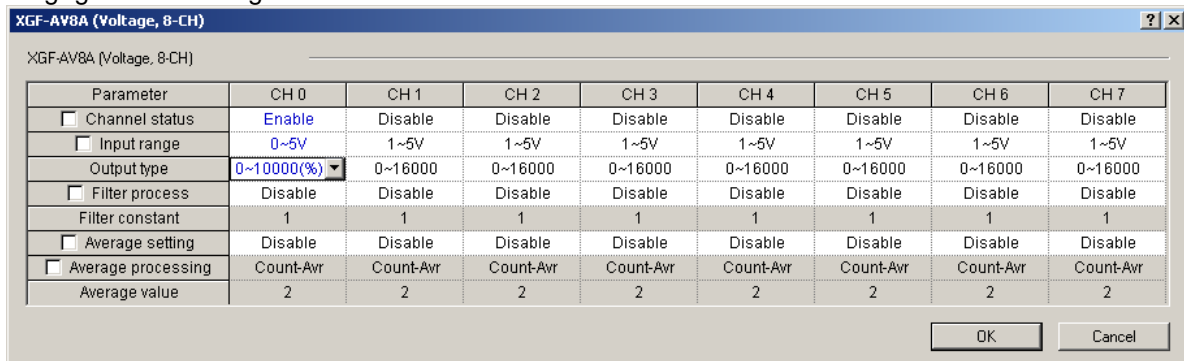 XGF-AV8A (Voltage, 8-CH)
XGF-AV8A (Voltage, 8-CH)
Parameter CH 0 CH 1 CH 2 CH 3 CH 4 CH 5 CH 6 CH 7
Channel status Enable Disable Disable Disable Disable Disable Disable Disable
Input range 0~5V 1~5V 1~5V 1~5V 1~5V 1~5V 1~5V 1~5V
Output type 0~10000(%) 0~16000 0~16000 0~16000 0~16000 0~16000 0~16000 0~16000
Filter process Disable Disable Disable Disable Disable Disable Disable Disable
Filter constant 1 1 1 1 1 1 1 1
Average setting Disable Disable Disable Disable Disable Disable Disable Disable
Average processing Count-Avr Count-Avr Count-Avr Count-Avr Count-Avr Count-Avr Count-Avr Count-Avr
Average value 2 2 2 2 2 2 2 2
OK Cancel